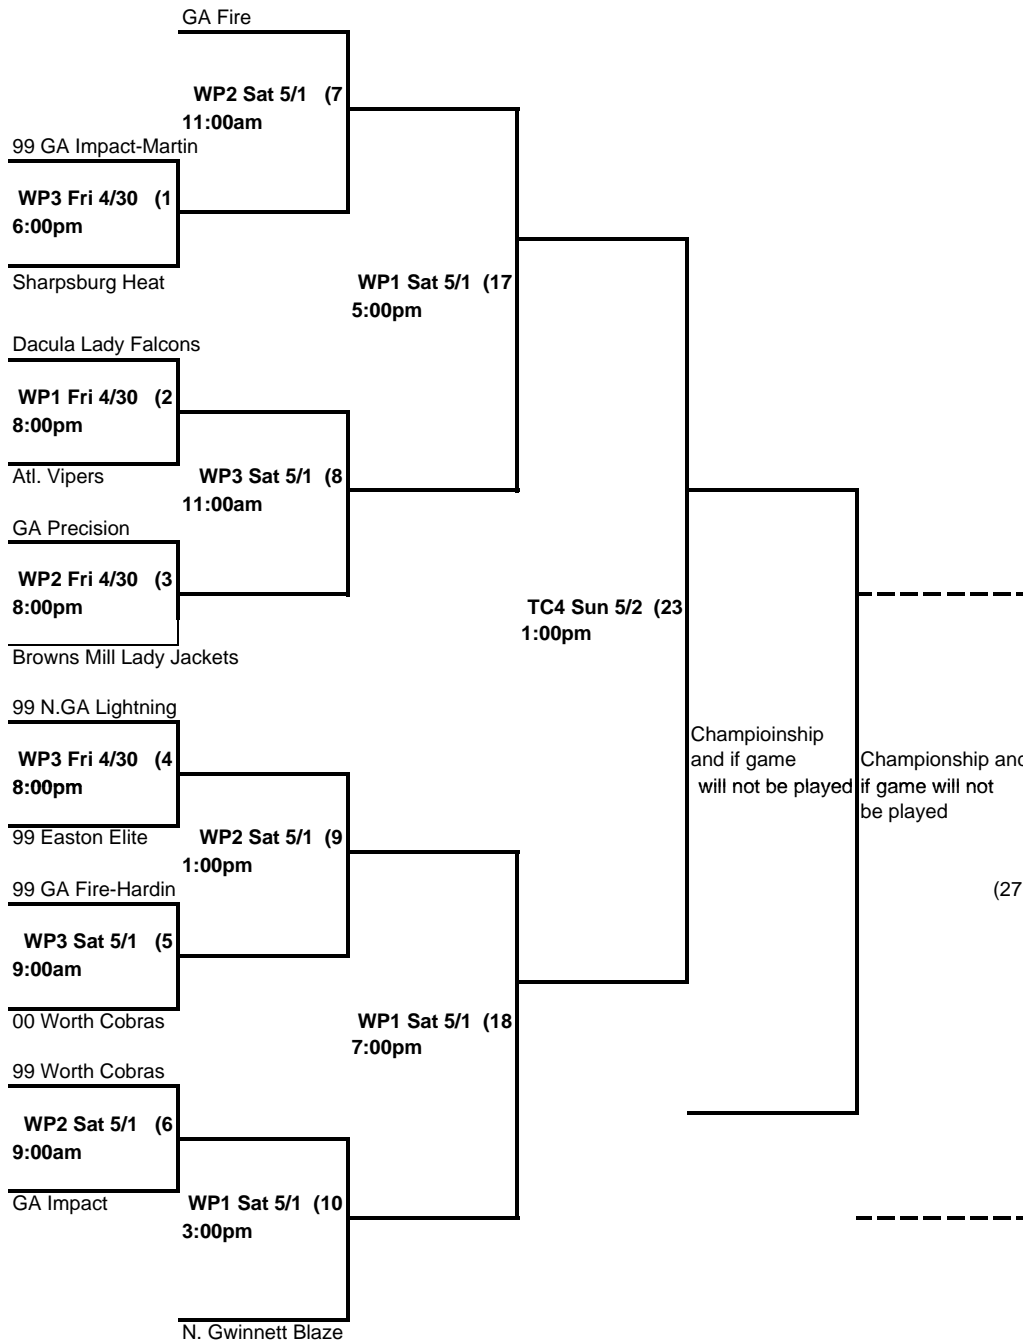 GA Fire
WP2 Sat 5/1 (7
11:00am
99 GA Impact-Martin
WP3 Fri 4/30 (1
6:00pm
Sharpsburg Heat
WP1 Sat 5/1 (17
5:00pm
Dacula Lady Falcons
WP1 Fri 4/30 (2
8:00pm
Atl. Vipers
WP3 Sat 5/1 (8
11:00am
GA Precision
WP2 Fri 4/30 (3
8:00pm
Browns Mill Lady Jackets
TC4 Sun 5/2 (23
1:00pm
99 N.GA Lightning
WP3 Fri 4/30 (4
8:00pm
99 Easton Elite
Champioinship
and if game
will not be played
Championship and
if game will not
be played
WP2 Sat 5/1 (9
1:00pm
99 GA Fire-Hardin
(27
WP3 Sat 5/1 (5
9:00am
00 Worth Cobras
WP1 Sat 5/1 (18
7:00pm
99 Worth Cobras
WP2 Sat 5/1 (6
9:00am
GA Impact
WP1 Sat 5/1 (10
3:00pm
N. Gwinnett Blaze